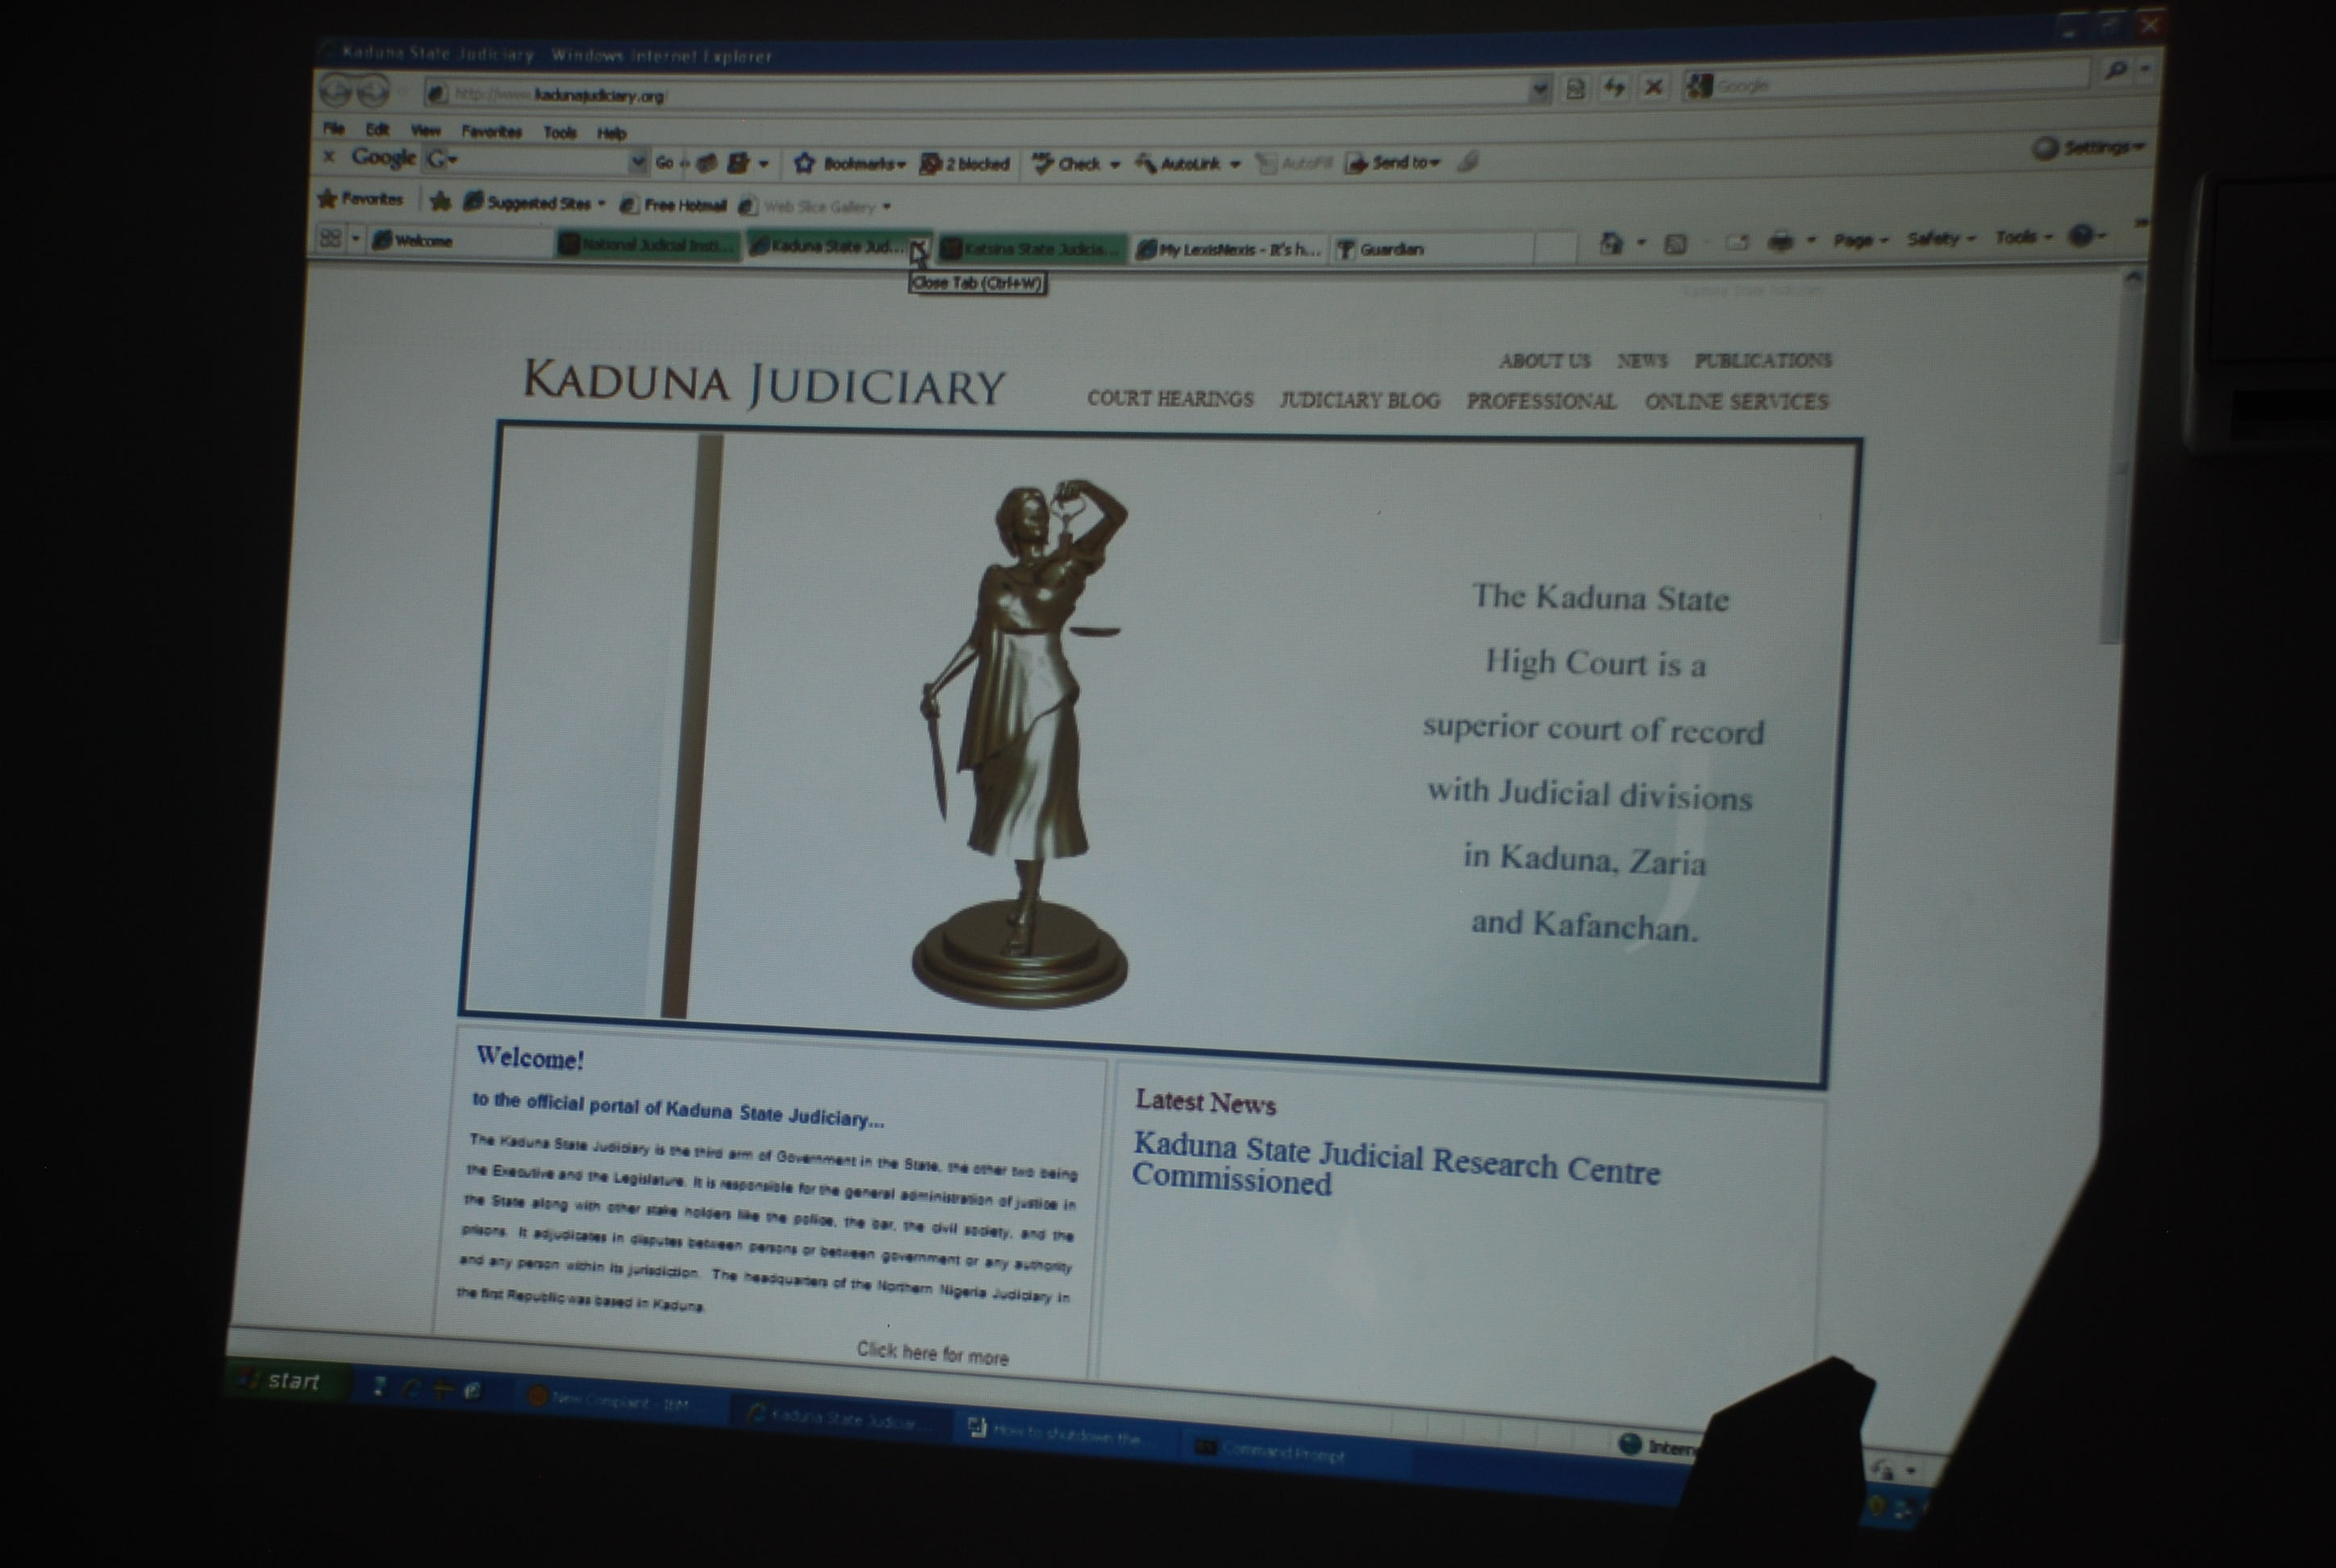 Kaduna State Judiciary - Windows Internet Explorer
http://www.kadunajudiciary.org/
Google
File Edit View Favorites Tools Help
x Google G Go Bookmarks 2 blocked Check AutoLink AutoFill Send to Settings
Favorites Suggested Sites Free Hotmail Web Slice Gallery
Welcome National Judicial Insti... Kaduna State Jud... Katsina State Judicia... My LexisNexis - It's h... Guardian Page Safety Tools
Close Tab (Ctrl+W)
KADUNA JUDICIARY
ABOUT US NEWS PUBLICATIONS
COURT HEARINGS JUDICIARY BLOG PROFESSIONAL ONLINE SERVICES
The Kaduna State
High Court is a
superior court of record
with Judicial divisions
in Kaduna, Zaria
and Kafanchan.
Welcome!
to the official portal of Kaduna State Judiciary...
The Kaduna State Judiciary is the third arm of Government in the State, the other two being
the Executive and the Legislature. It is responsible for the general administration of justice in
the State along with other stake holders like the police, the bar, the civil society, and the
prisons. It adjudicates in disputes between persons or between government or any authority
and any person within its jurisdiction. The headquarters of the Northern Nigeria Judiciary in
the first Republic was based in Kaduna.
Click here for more
Latest News
Kaduna State Judicial Research Centre
Commissioned
Intern
start New Complaint - IBM Kaduna State Judiciar... How to shutdown the... Command Prompt